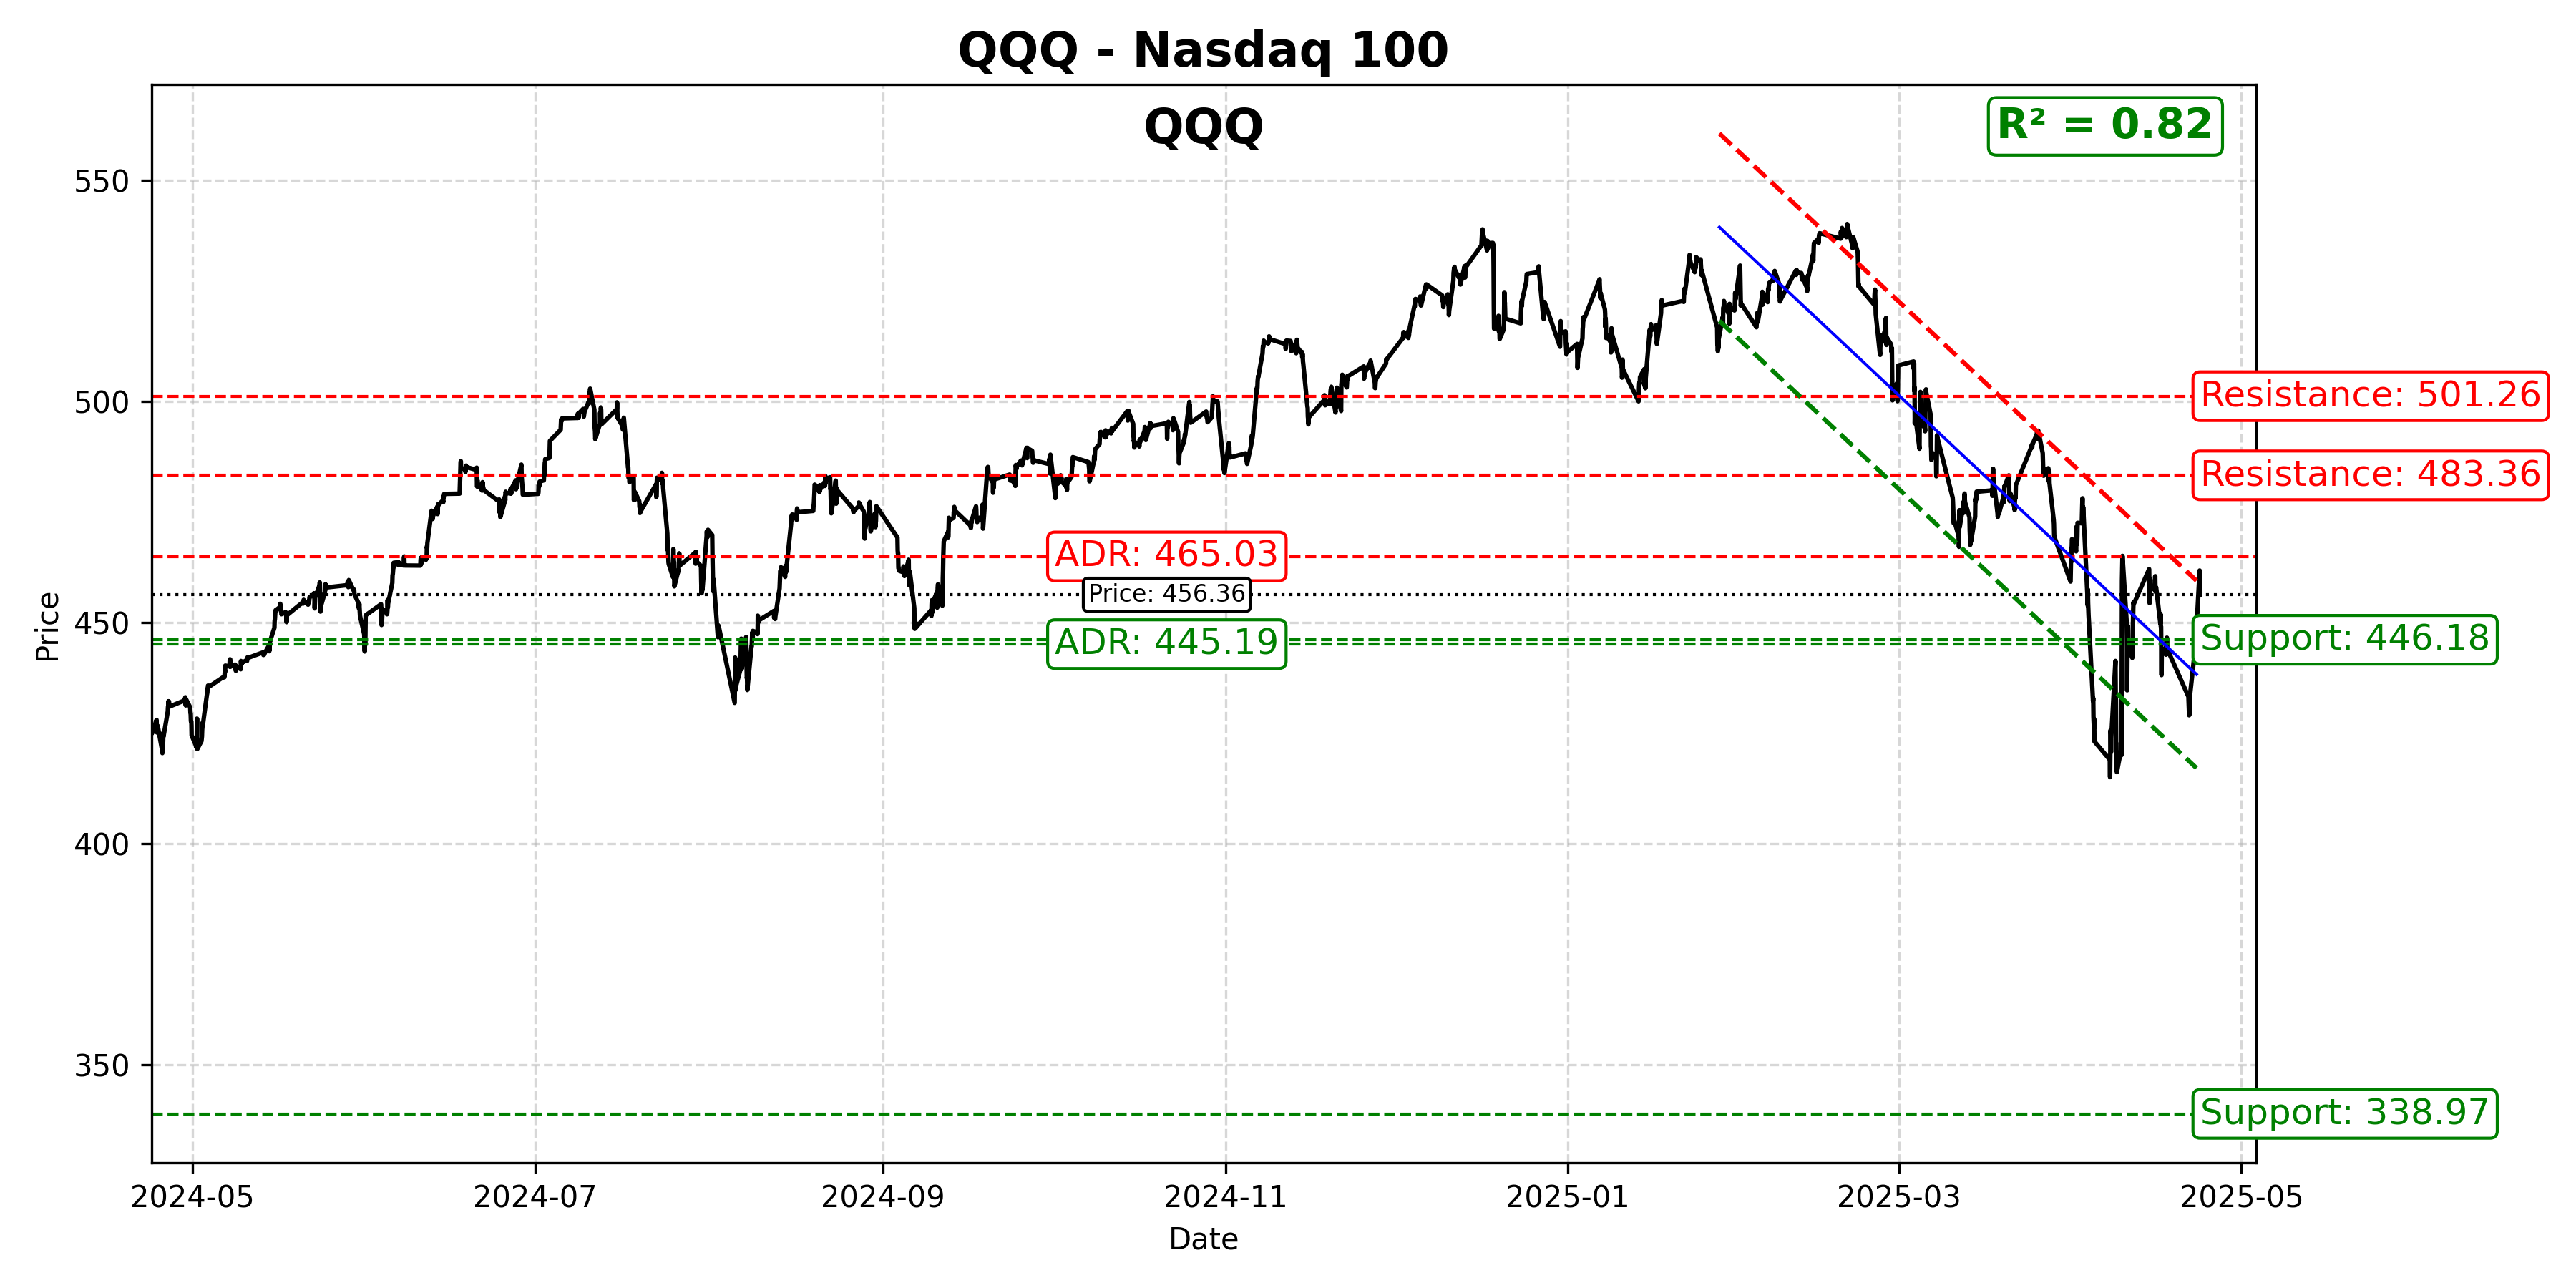 QQQ - Nasdaq 100
QQQ
R² = 0.82
550
500
450
400
350
Price
Resistance: 501.26
Resistance: 483.36
ADR: 465.03
Price: 456.36
ADR: 445.19
Support: 446.18
Support: 338.97
2024-05
2024-07
2024-09
2024-11
2025-01
2025-03
2025-05
Date